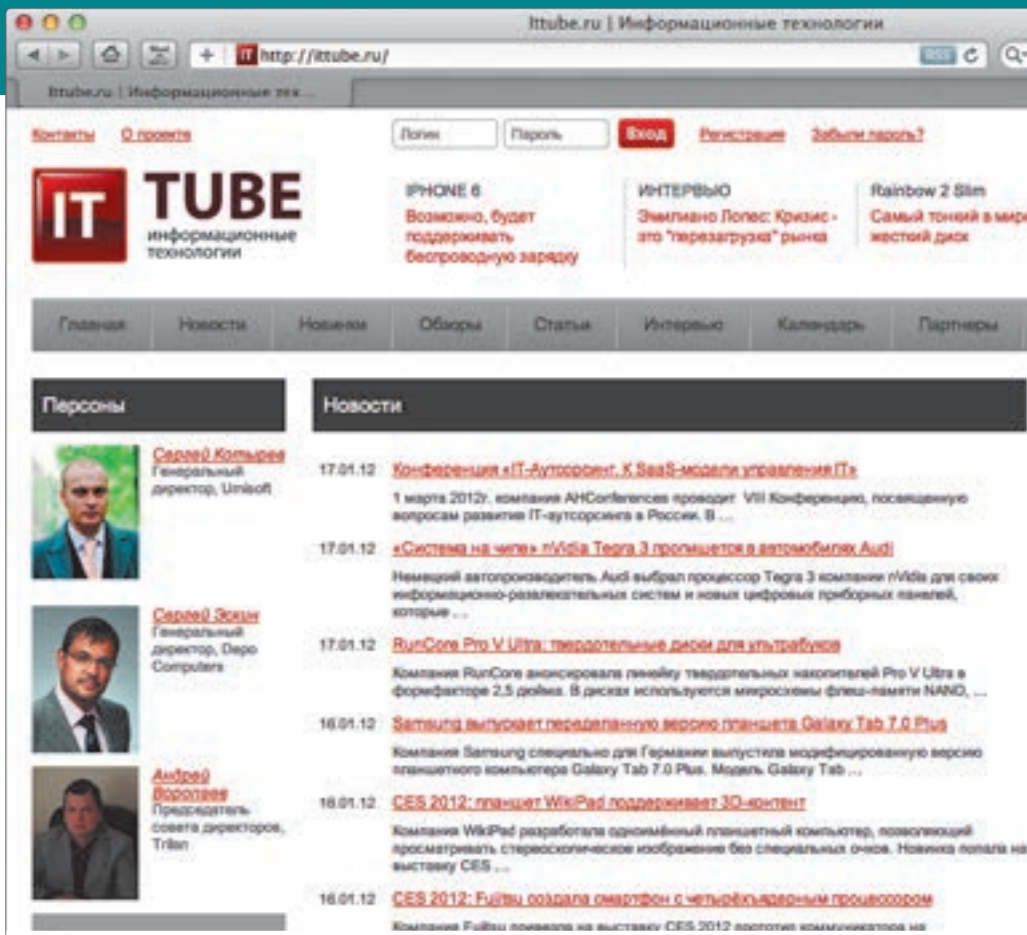 Ittube.ru | Информационные технологии
http://ittube.ru/
RSS
Ittube.ru | Информационные тех...
Контакты О проекте Логин Пароль Вход Регистрация Забыли пароль?
IT TUBE
информационные
технологии
IPHONE 6
Возможно, будет
поддерживать
беспроводную зарядку
ИНТЕРВЬЮ
Эмилиано Лопес: Кризис -
это "перезагрузка" рынка
Rainbow 2 Slim
Самый тонкий в мире
жесткий диск
Главная Новости Новинки Обзоры Статьи Интервью Календарь Партнеры
Персоны
Сергей Котырев
Генеральный
директор, Umisoft
Сергей Эскин
Генеральный
директор, Depo
Computers
Андрей
Воропаев
Председатель
совета директоров,
Trilan
Новости
17.01.12 Конференция «IT-Аутсорсинг. К SaaS-модели управления IT»
1 марта 2012г. компания AHConferences проводит VIII Конференцию, посвященную
вопросам развития IT-аутсорсинга в России. В ...
17.01.12 «Система на чипе» nVidia Tegra 3 пропишется в автомобилях Audi
Немецкий автопроизводитель Audi выбрал процессор Tegra 3 компании nVidia для своих
информационно-развлекательных систем и новых цифровых приборных панелей,
которые ...
17.01.12 RunCore Pro V Ultra: твердотельные диски для ультрабуков
Компания RunCore анонсировала линейку твердотельных накопителей Pro V Ultra в
формфакторе 2,5 дюйма. В дисках используются микросхемы флеш-памяти NAND, ...
16.01.12 Samsung выпускает переделанную версию планшета Galaxy Tab 7.0 Plus
Компания Samsung специально для Германии выпустила модифицированную версию
планшетного компьютера Galaxy Tab 7.0 Plus. Модель Galaxy Tab ...
16.01.12 CES 2012: планшет WikiPad поддерживает 3D-контент
Компания WikiPad разработала одноимённый планшетный компьютер, позволяющий
просматривать стереоскопическое изображение без специальных очков. Новинка попала на
выставку CES ...
16.01.12 CES 2012: Fujitsu создала смартфон с четырёхъядерным процессором
Компания Fujitsu привезла на выставку CES 2012 прототип коммуникатора на